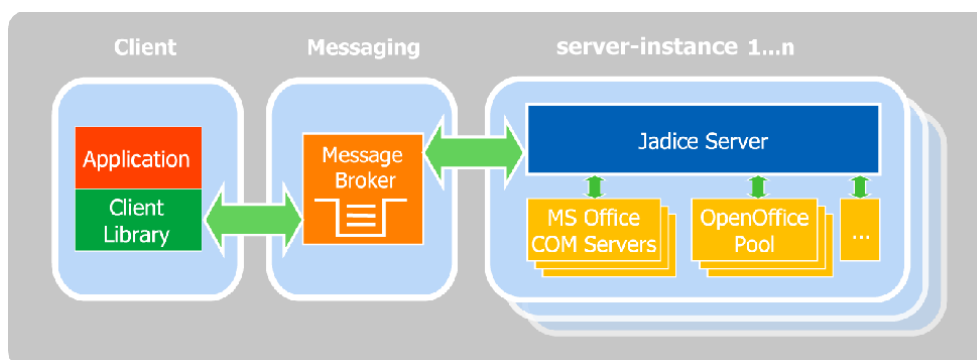 Client
Messaging
server-instance 1...n
Application
Client
Library
Message
Broker
Jadice Server
MS Office
COM Servers
OpenOffice
Pool
...